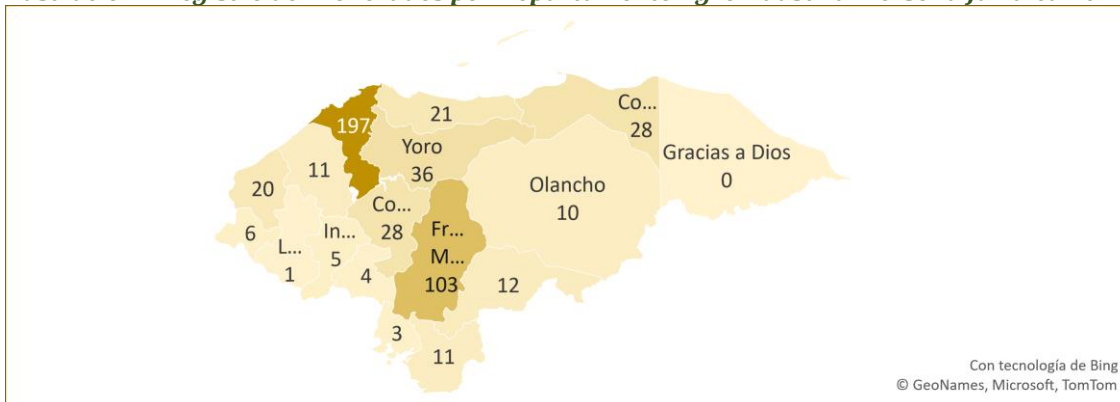 197
21
Co...
28
Gracias a Dios
0
Yoro
36
11
20
Olancho
10
Co...
28
Fr...
M...
103
6
L...
1
In...
5
4
12
3
11
Con tecnología de Bing
© GeoNames, Microsoft, TomTom